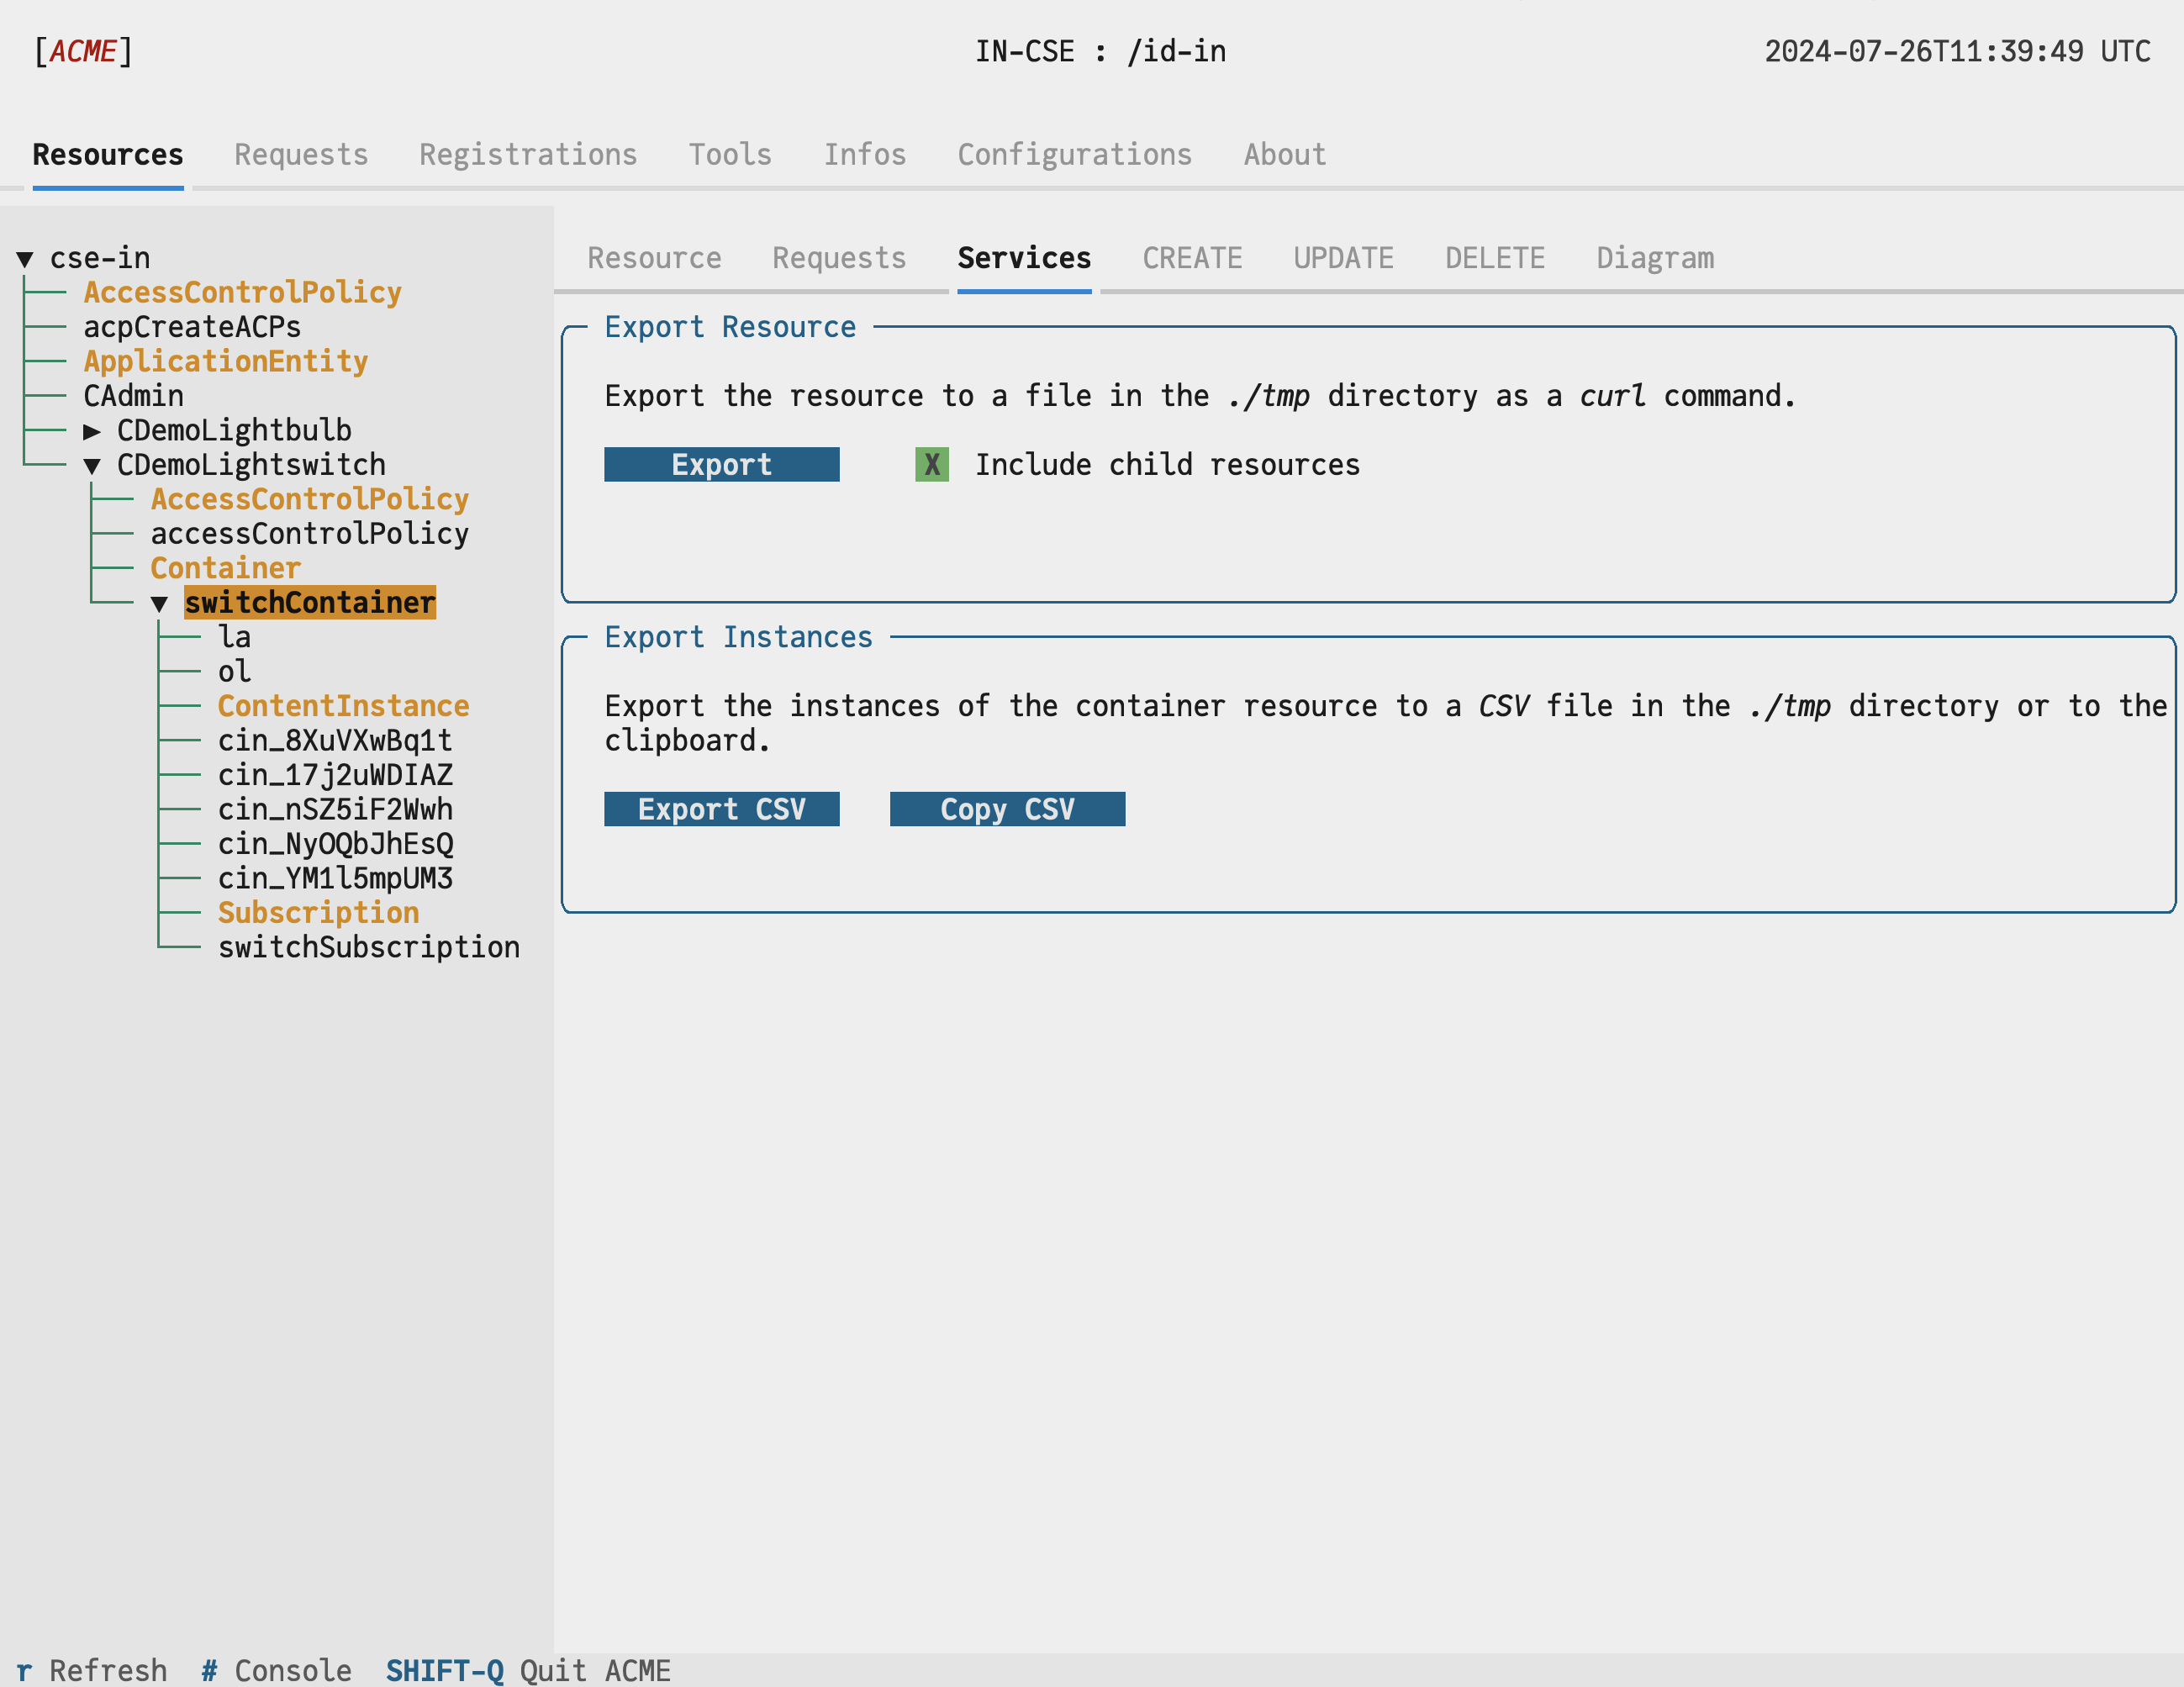 [ACME] IN-CSE : /id-in 2024-07-26T11:39:49 UTC
Resources Requests Registrations Tools Infos Configurations About
▼ cse-in
AccessControlPolicy
acpCreateACPs
ApplicationEntity
CAdmin
▶ CDemoLightbulb
▼ CDemoLightswitch
AccessControlPolicy
accessControlPolicy
Container
▼ switchContainer
la
ol
ContentInstance
cin_8XuVXwBq1t
cin_17j2uWDIAZ
cin_nSZ5iF2Wwh
cin_NyOQbJhEsQ
cin_YM1l5mpUM3
Subscription
switchSubscription
Resource Requests Services CREATE UPDATE DELETE Diagram
Export Resource
Export the resource to a file in the ./tmp directory as a curl command.
Export X Include child resources
Export Instances
Export the instances of the container resource to a CSV file in the ./tmp directory or to the
clipboard.
Export CSV Copy CSV
r Refresh # Console SHIFT-Q Quit ACME